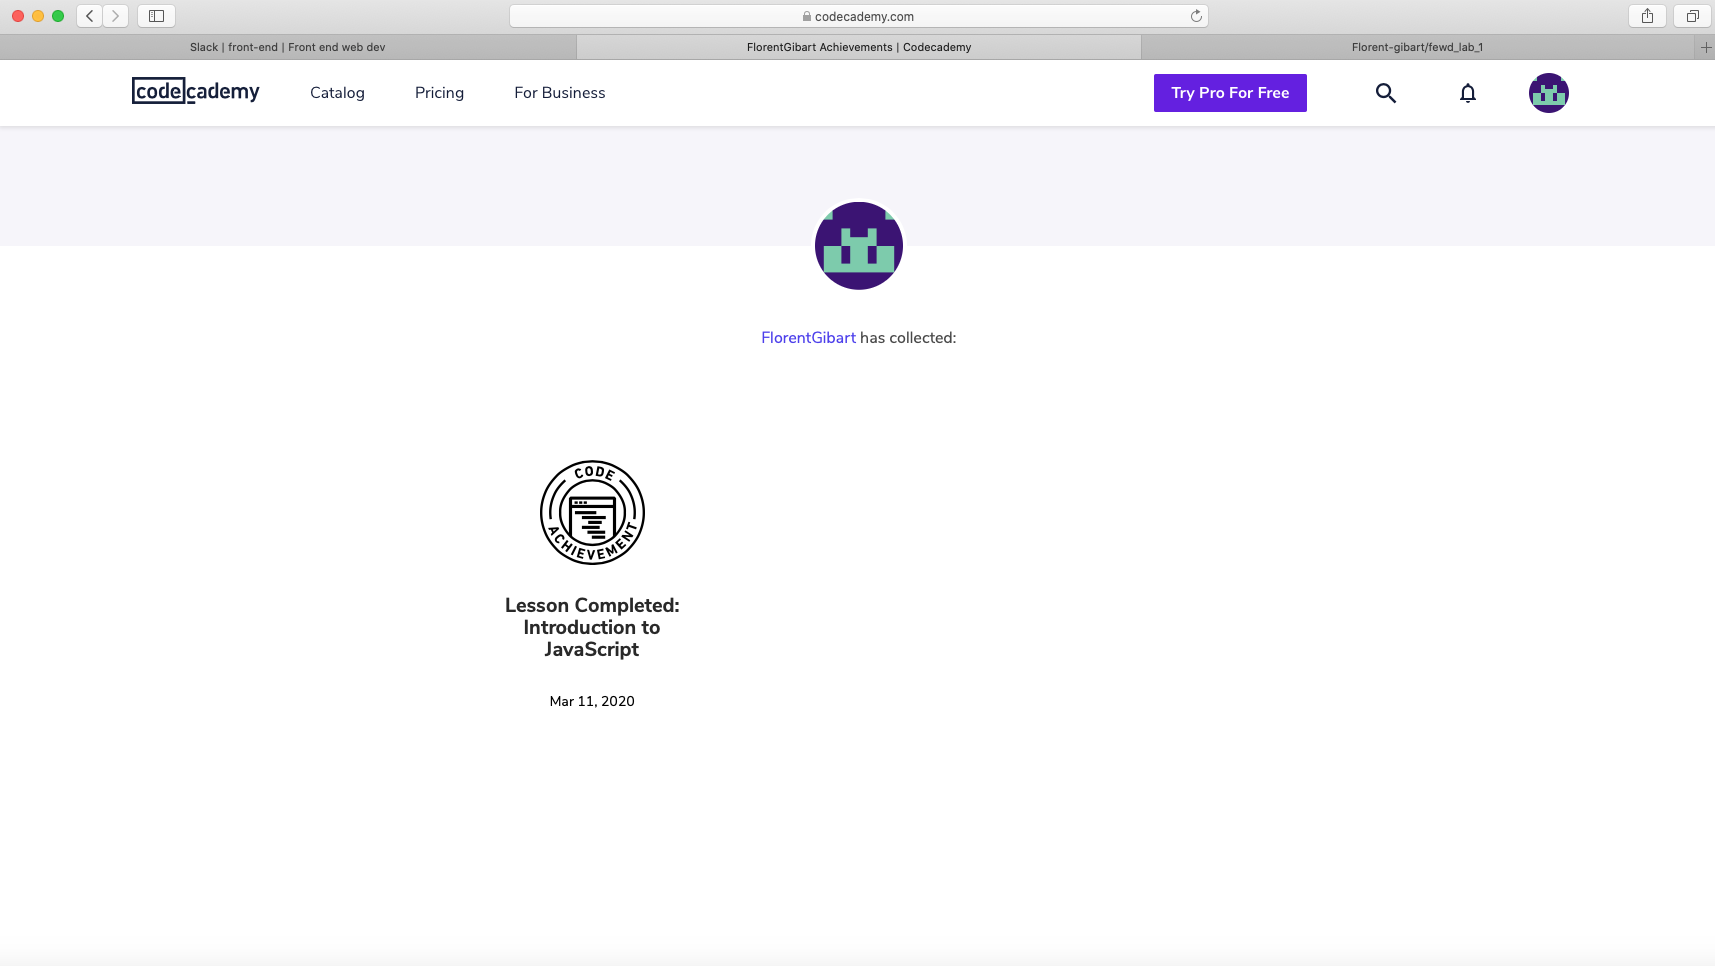 codecademy.com
Slack | front-end | Front end web dev
FlorentGibart Achievements | Codecademy
Florent-gibart/fewd_lab_1
codecademy
Catalog
Pricing
For Business
Try Pro For Free
FlorentGibart has collected:
CODE
ACHIEVEMENT
Lesson Completed:
Introduction to
JavaScript
Mar 11, 2020